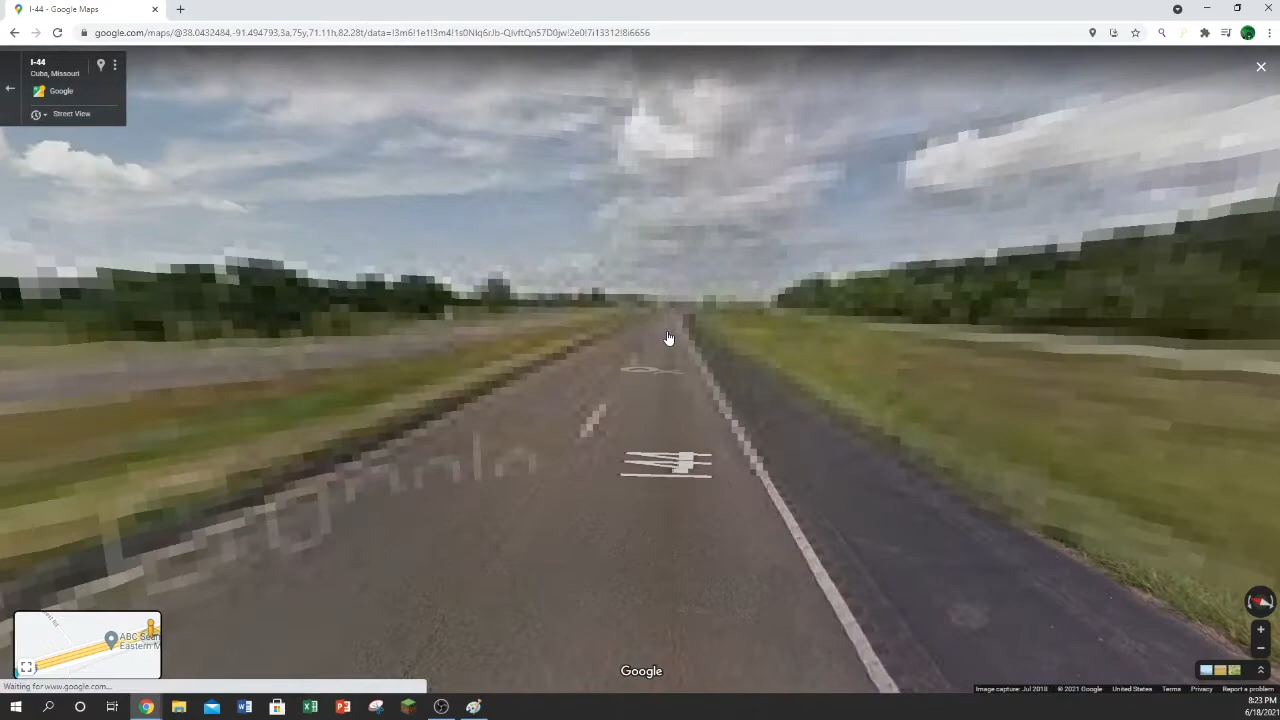 I-44 - Google Maps
google.com/maps/@38.0432484,-91.494793,3a,75y,71.11h,82.28t/data=!3m6!1e1!3m4!1s0Nlq6rJb-QivftQn57D0jw!2e0!7i13312!8i6656
I-44
Cuba, Missouri
Google
Street View
ABC
Eastern M
Google
Waiting for www.google.com...
Image capture: Jul 2018 © 2021 Google United States Terms Privacy Report a problem
8:23 PM
6/18/2021